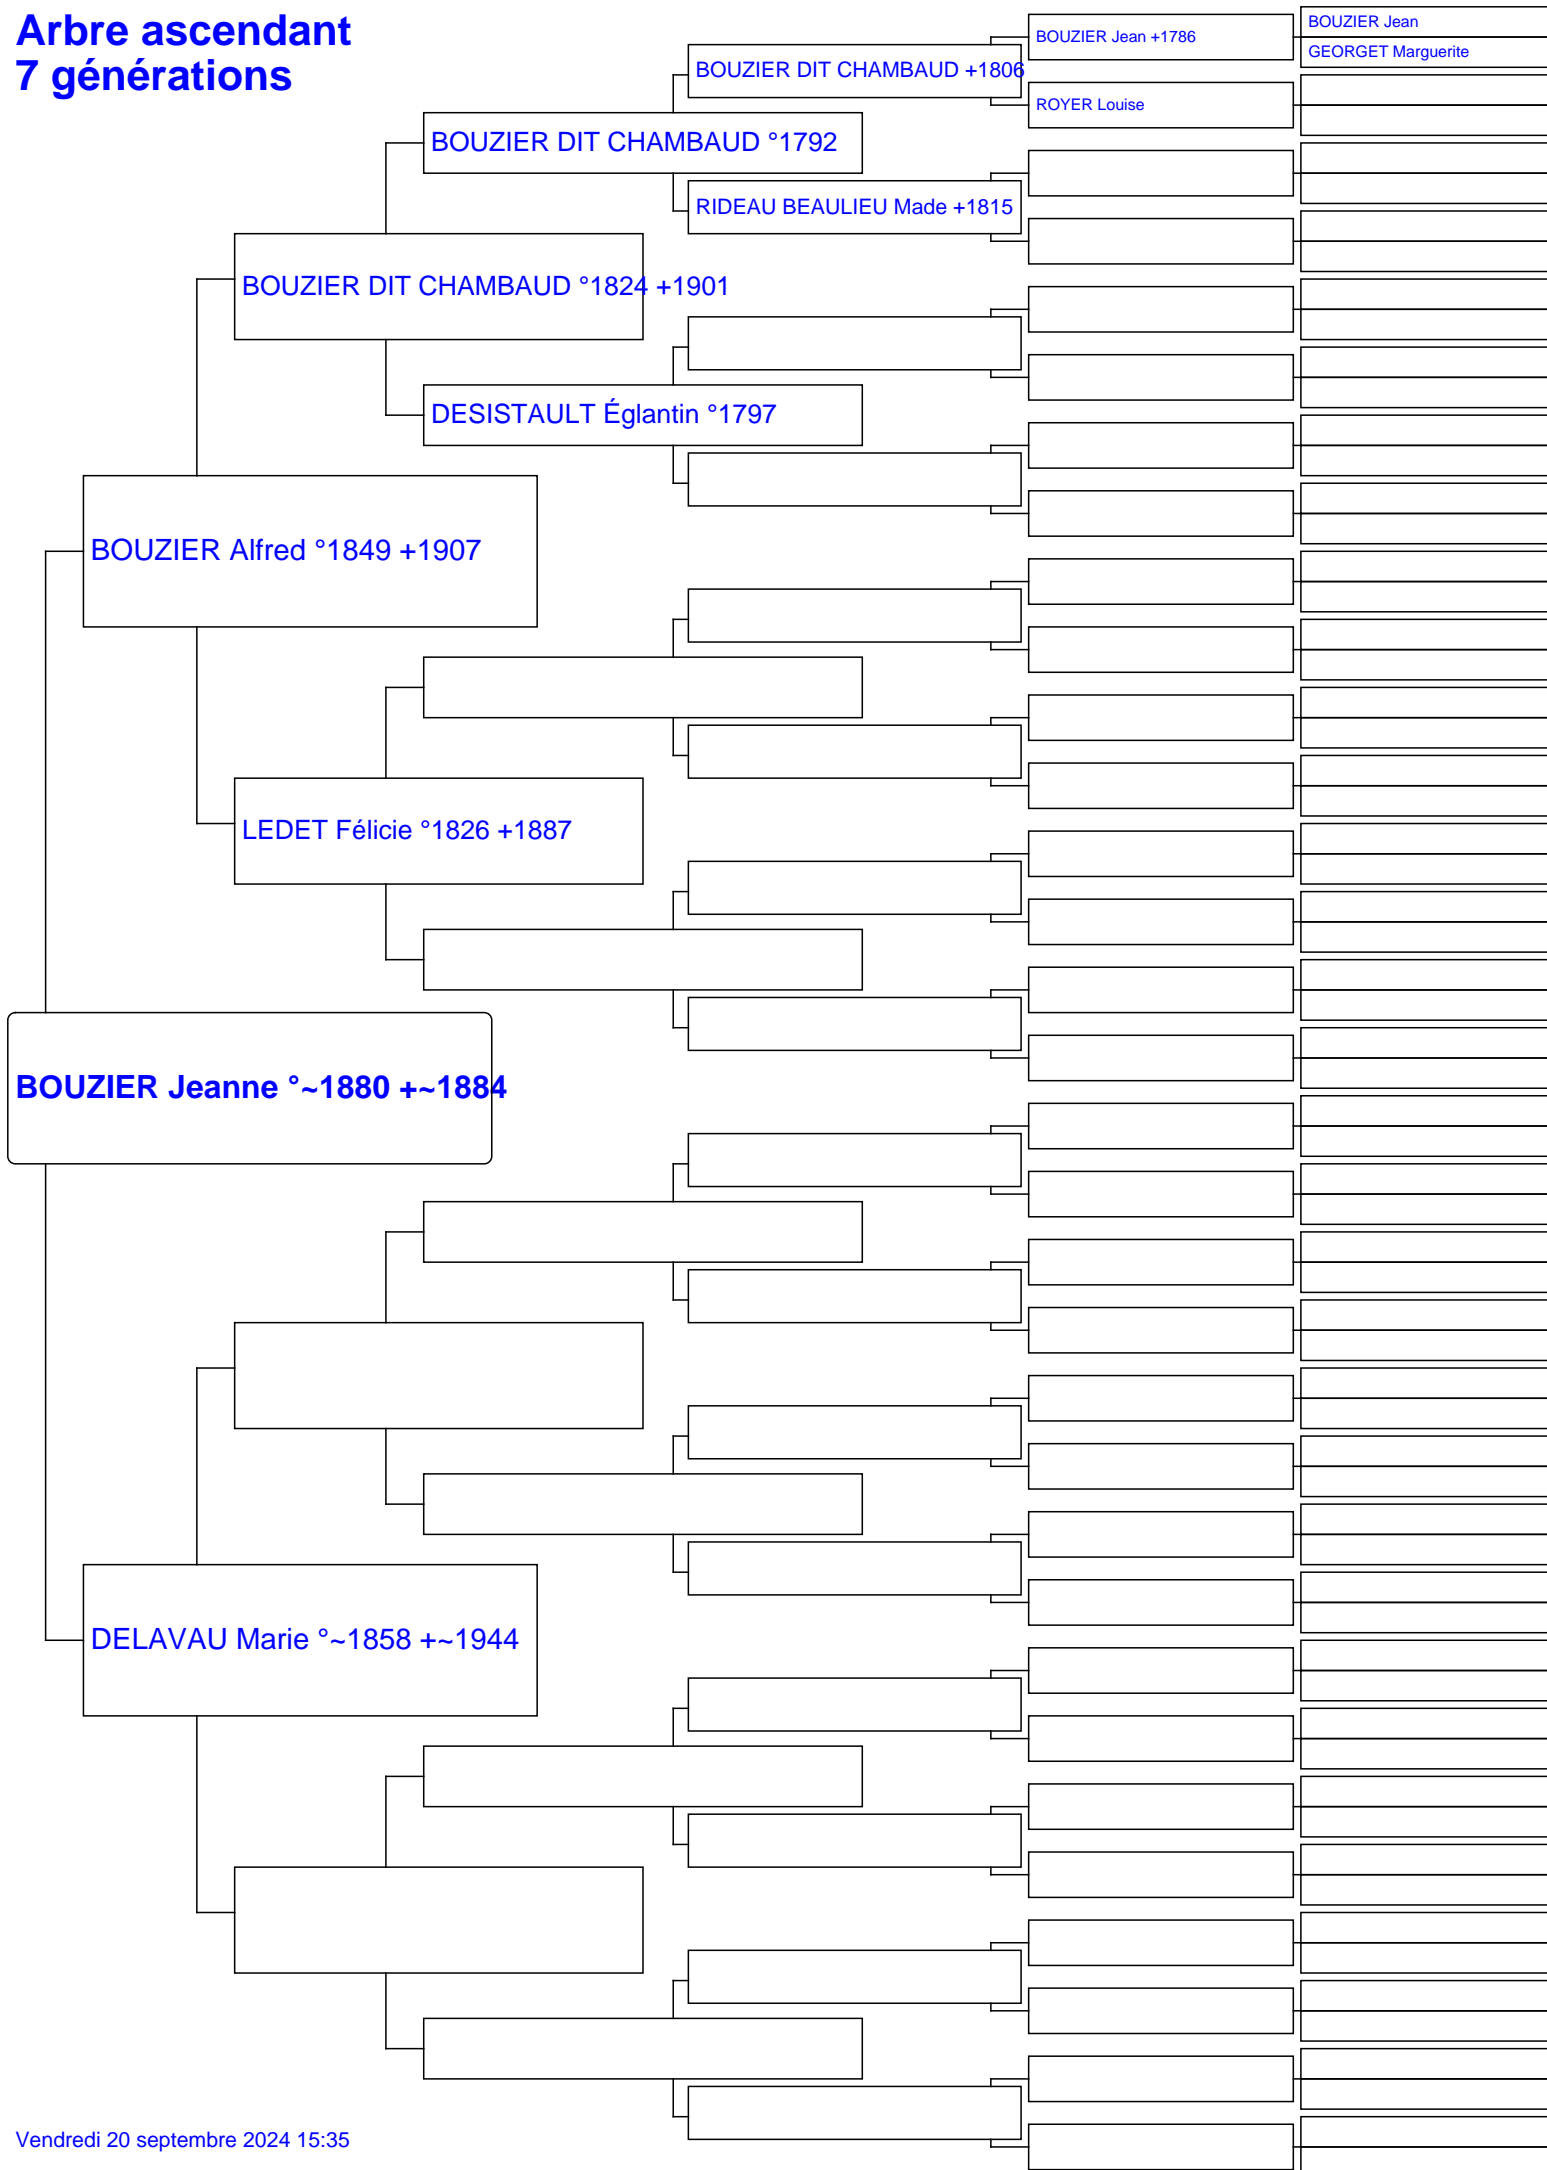 Arbre ascendant
7 générations
BOUZIER Jean
GEORGET Marguerite
BOUZIER Jean +1786
BOUZIER DIT CHAMBAUD +1806
ROYER Louise
BOUZIER DIT CHAMBAUD °1792
RIDEAU BEAULIEU Made +1815
BOUZIER DIT CHAMBAUD °1824 +1901
DESISTAULT Églantin °1797
BOUZIER Alfred °1849 +1907
LEDET Félicie °1826 +1887
BOUZIER Jeanne °~1880 +~1884
DELAVAU Marie °~1858 +~1944
Vendredi 20 septembre 2024 15:35